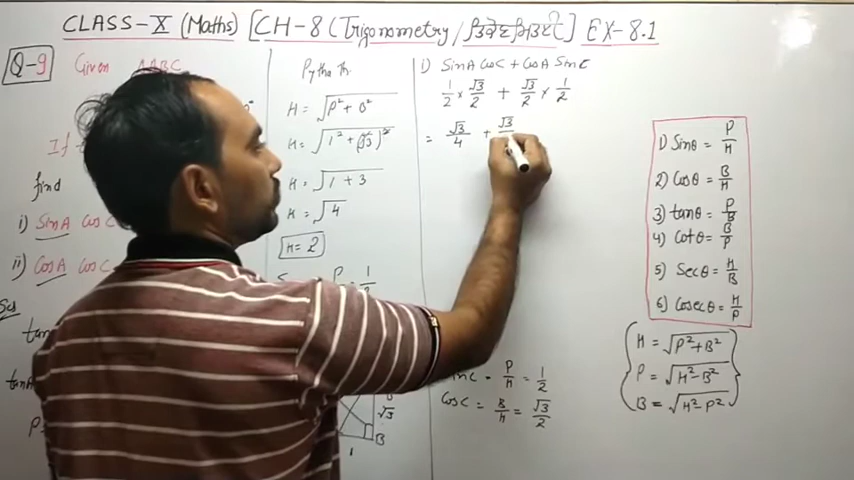 CLASS-X (Maths) [CH-8 (Trigonometry / ਤ੍ਰਿਕੋਣਮਿਤੀ] EX-8.1
Q-9
Given ABC
If
find
i) SinA CosC
ii) CosA CosC
Sol
tan
tanA
P
Pytha Th.
H = √P²+B²
H = √1²+(√3)²
H = √1+3
H = √4
H = 2
P 1
B
√3
1
i) SinA CosC + CosA SinC
1/2 × √3/2 + √3/2 × 1/2
= √3/4 + √3
SinC = P/H = 1/2
CosC = B/H = √3/2
1) Sinθ = P/H
2) Cosθ = B/H
3) tanθ = P/B
4) Cotθ = B/P
5) Secθ = H/B
6) Cosecθ = H/P
H = √P²+B²
P = √H²-B²
B = √H²-P²